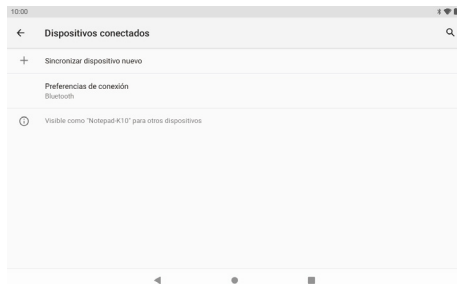 10:00
Dispositivos conectados
Sincronizar dispositivo nuevo
Preferencias de conexión
Bluetooth
Visible como "Notepad-K10" para otros dispositivos